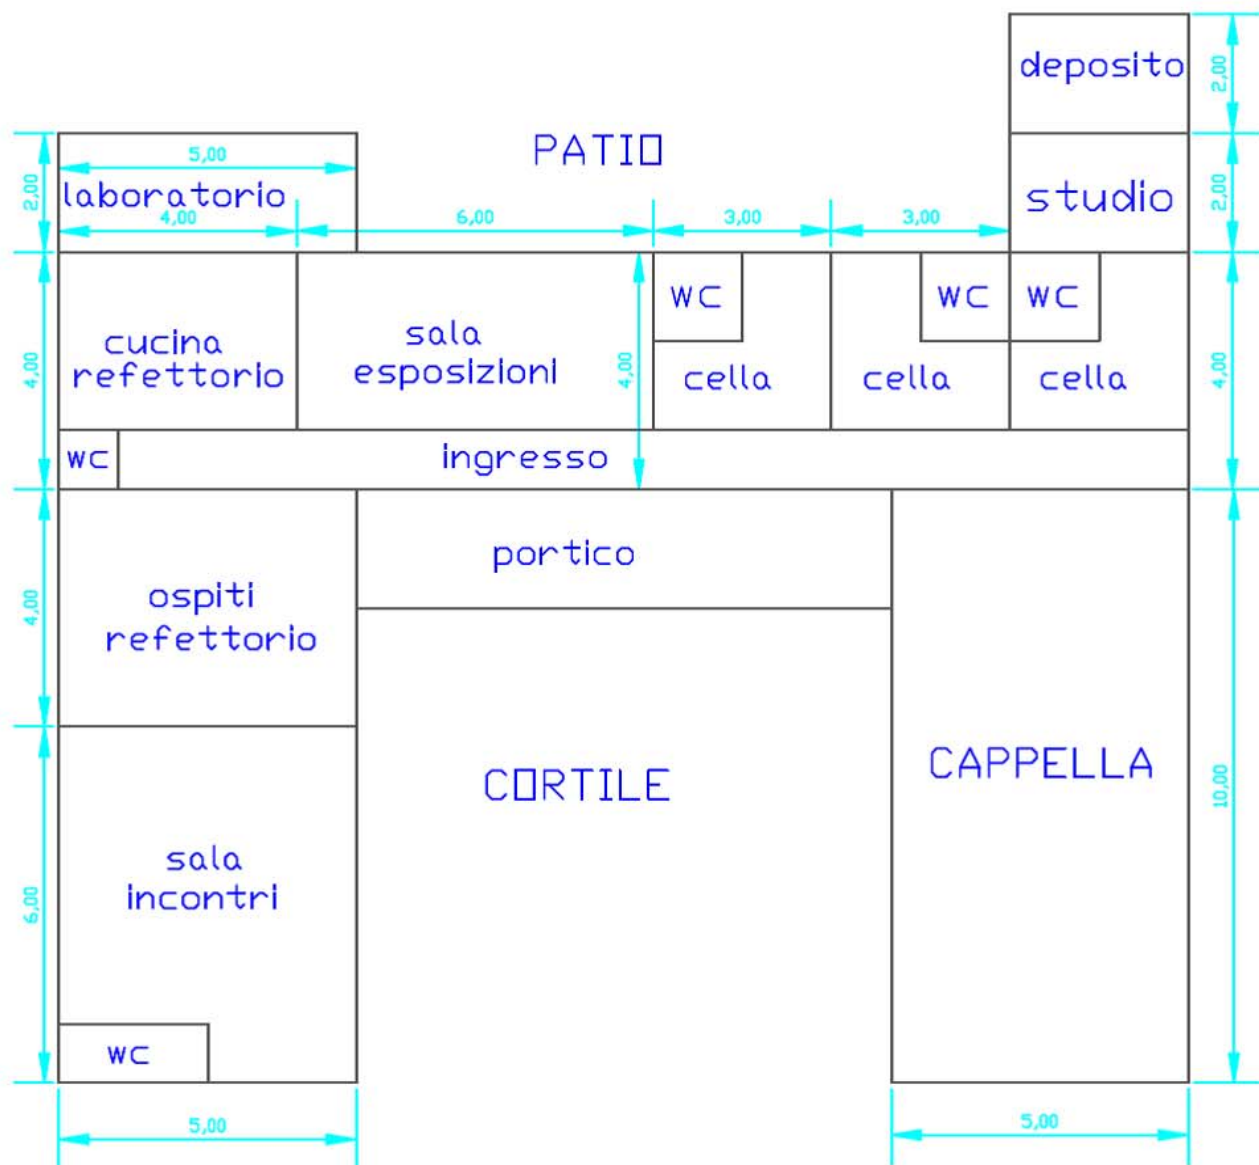 deposito
2,00
PATIO
5,00
laboratorio
2,00
studio
2,00
4,00
6,00
3,00
3,00
wc
wc
wc
cucina
refettorio
sala
esposizioni
cella
cella
cella
4,00
4,00
4,00
wc
ingresso
portico
ospiti
refettorio
4,00
CORTILE
CAPPELLA
10,00
sala
incontri
6,00
wc
5,00
5,00